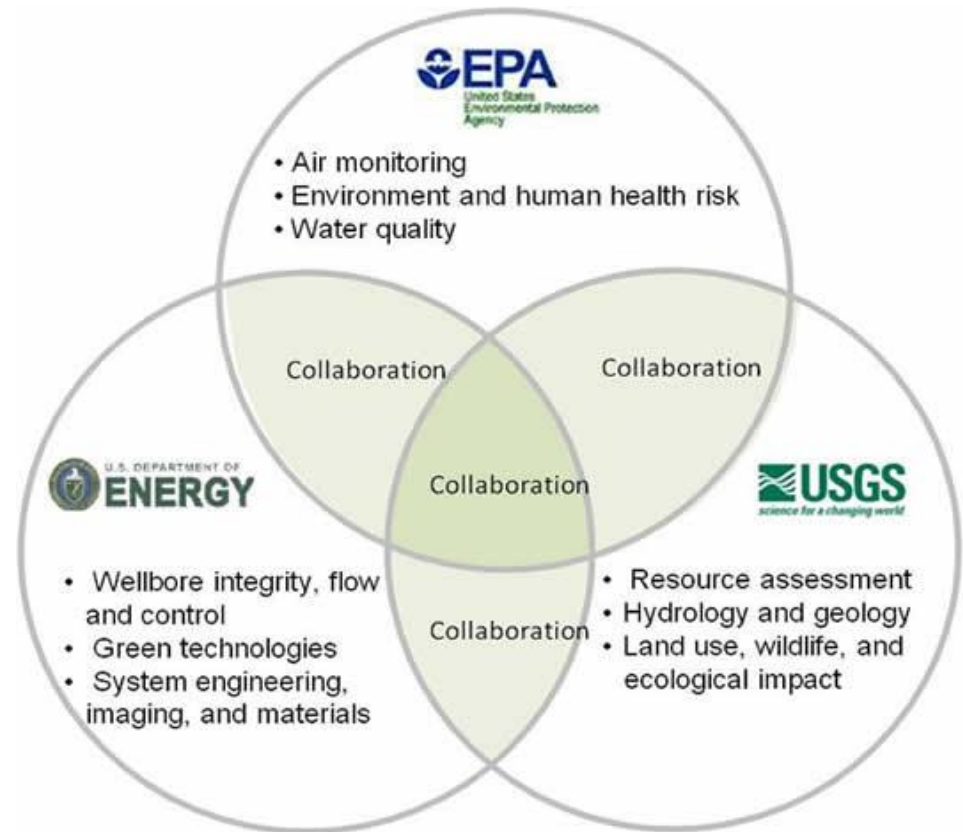 EPA
United States
Environmental Protection
Agency
• Air monitoring
• Environment and human health risk
• Water quality
Collaboration
Collaboration
Collaboration
U.S. DEPARTMENT OF
ENERGY
• Wellbore integrity, flow
and control
• Green technologies
• System engineering,
imaging, and materials
USGS
science for a changing world
• Resource assessment
• Hydrology and geology
• Land use, wildlife, and
ecological impact
Collaboration